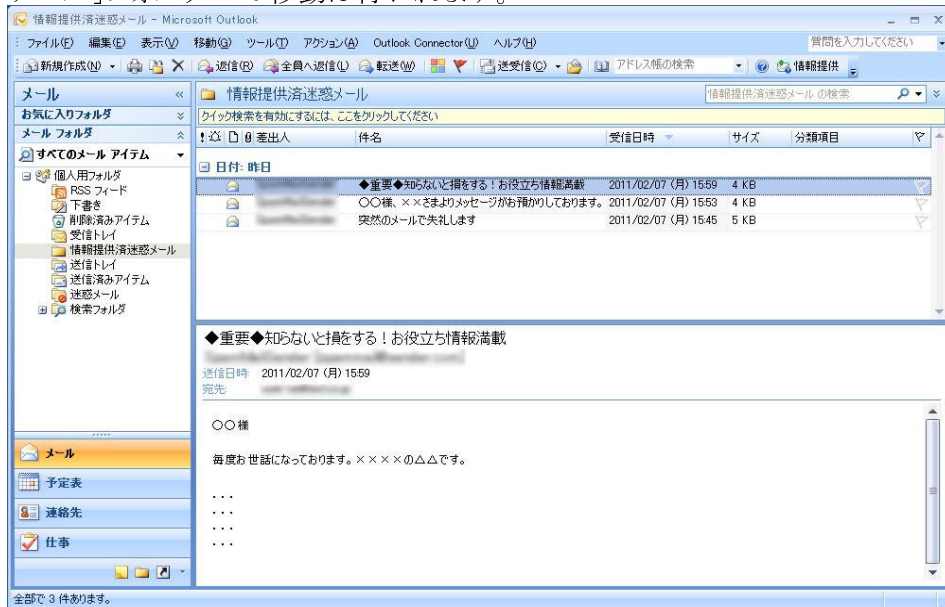 情報提供済迷惑メール - Microsoft Outlook
ファイル(F) 編集(E) 表示(V) 移動(G) ツール(T) アクション(A) Outlook Connector(U) ヘルプ(H) 質問を入力してください
新規作成(N) 返信(R) 全員へ返信(L) 転送(W) 送受信(C) アドレス帳の検索 情報提供
メール
お気に入りフォルダ
メール フォルダ
すべてのメール アイテム
個人用フォルダ
RSS フィード
下書き
削除済みアイテム
受信トレイ
情報提供済迷惑メール
送信トレイ
送信済みアイテム
迷惑メール
検索フォルダ
メール
予定表
連絡先
仕事
情報提供済迷惑メール 情報提供済迷惑メール の検索
クイック検索を有効にするには、ここをクリックしてください
差出人 件名 受信日時 サイズ 分類項目
日付: 昨日
◆重要◆知らないと損をする！お役立ち情報満載 2011/02/07 (月) 15:59 4 KB
〇〇様、××さまよりメッセージがお預かりしております。 2011/02/07 (月) 15:53 4 KB
突然のメールで失礼します 2011/02/07 (月) 15:45 5 KB
◆重要◆知らないと損をする！お役立ち情報満載
送信日時: 2011/02/07 (月) 15:59
宛先:
〇〇様
毎度お世話になっております。××××の△△です。
...
...
...
...
全部で 3 件あります。